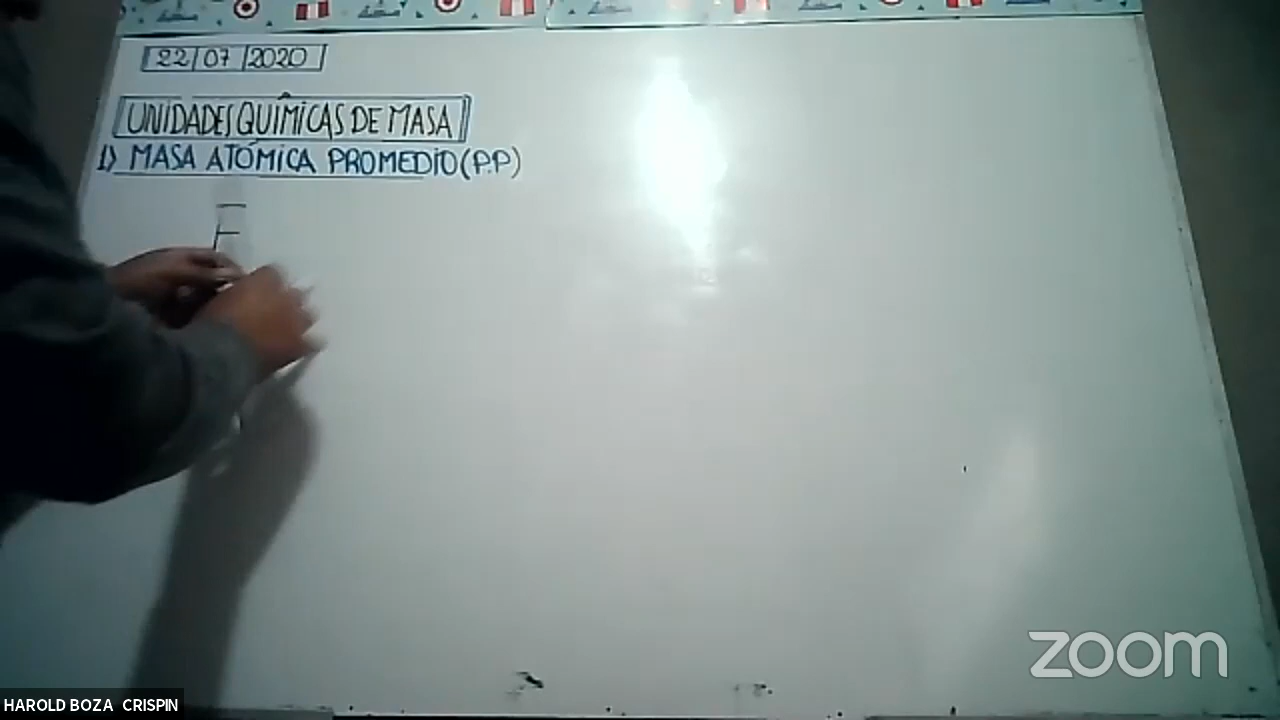 22 07 2020
UNIDADES QUÍMICAS DE MASA
1) MASA ATÓMICA PROMEDIO (P.P)
zoom
HAROLD BOZA CRISPIN